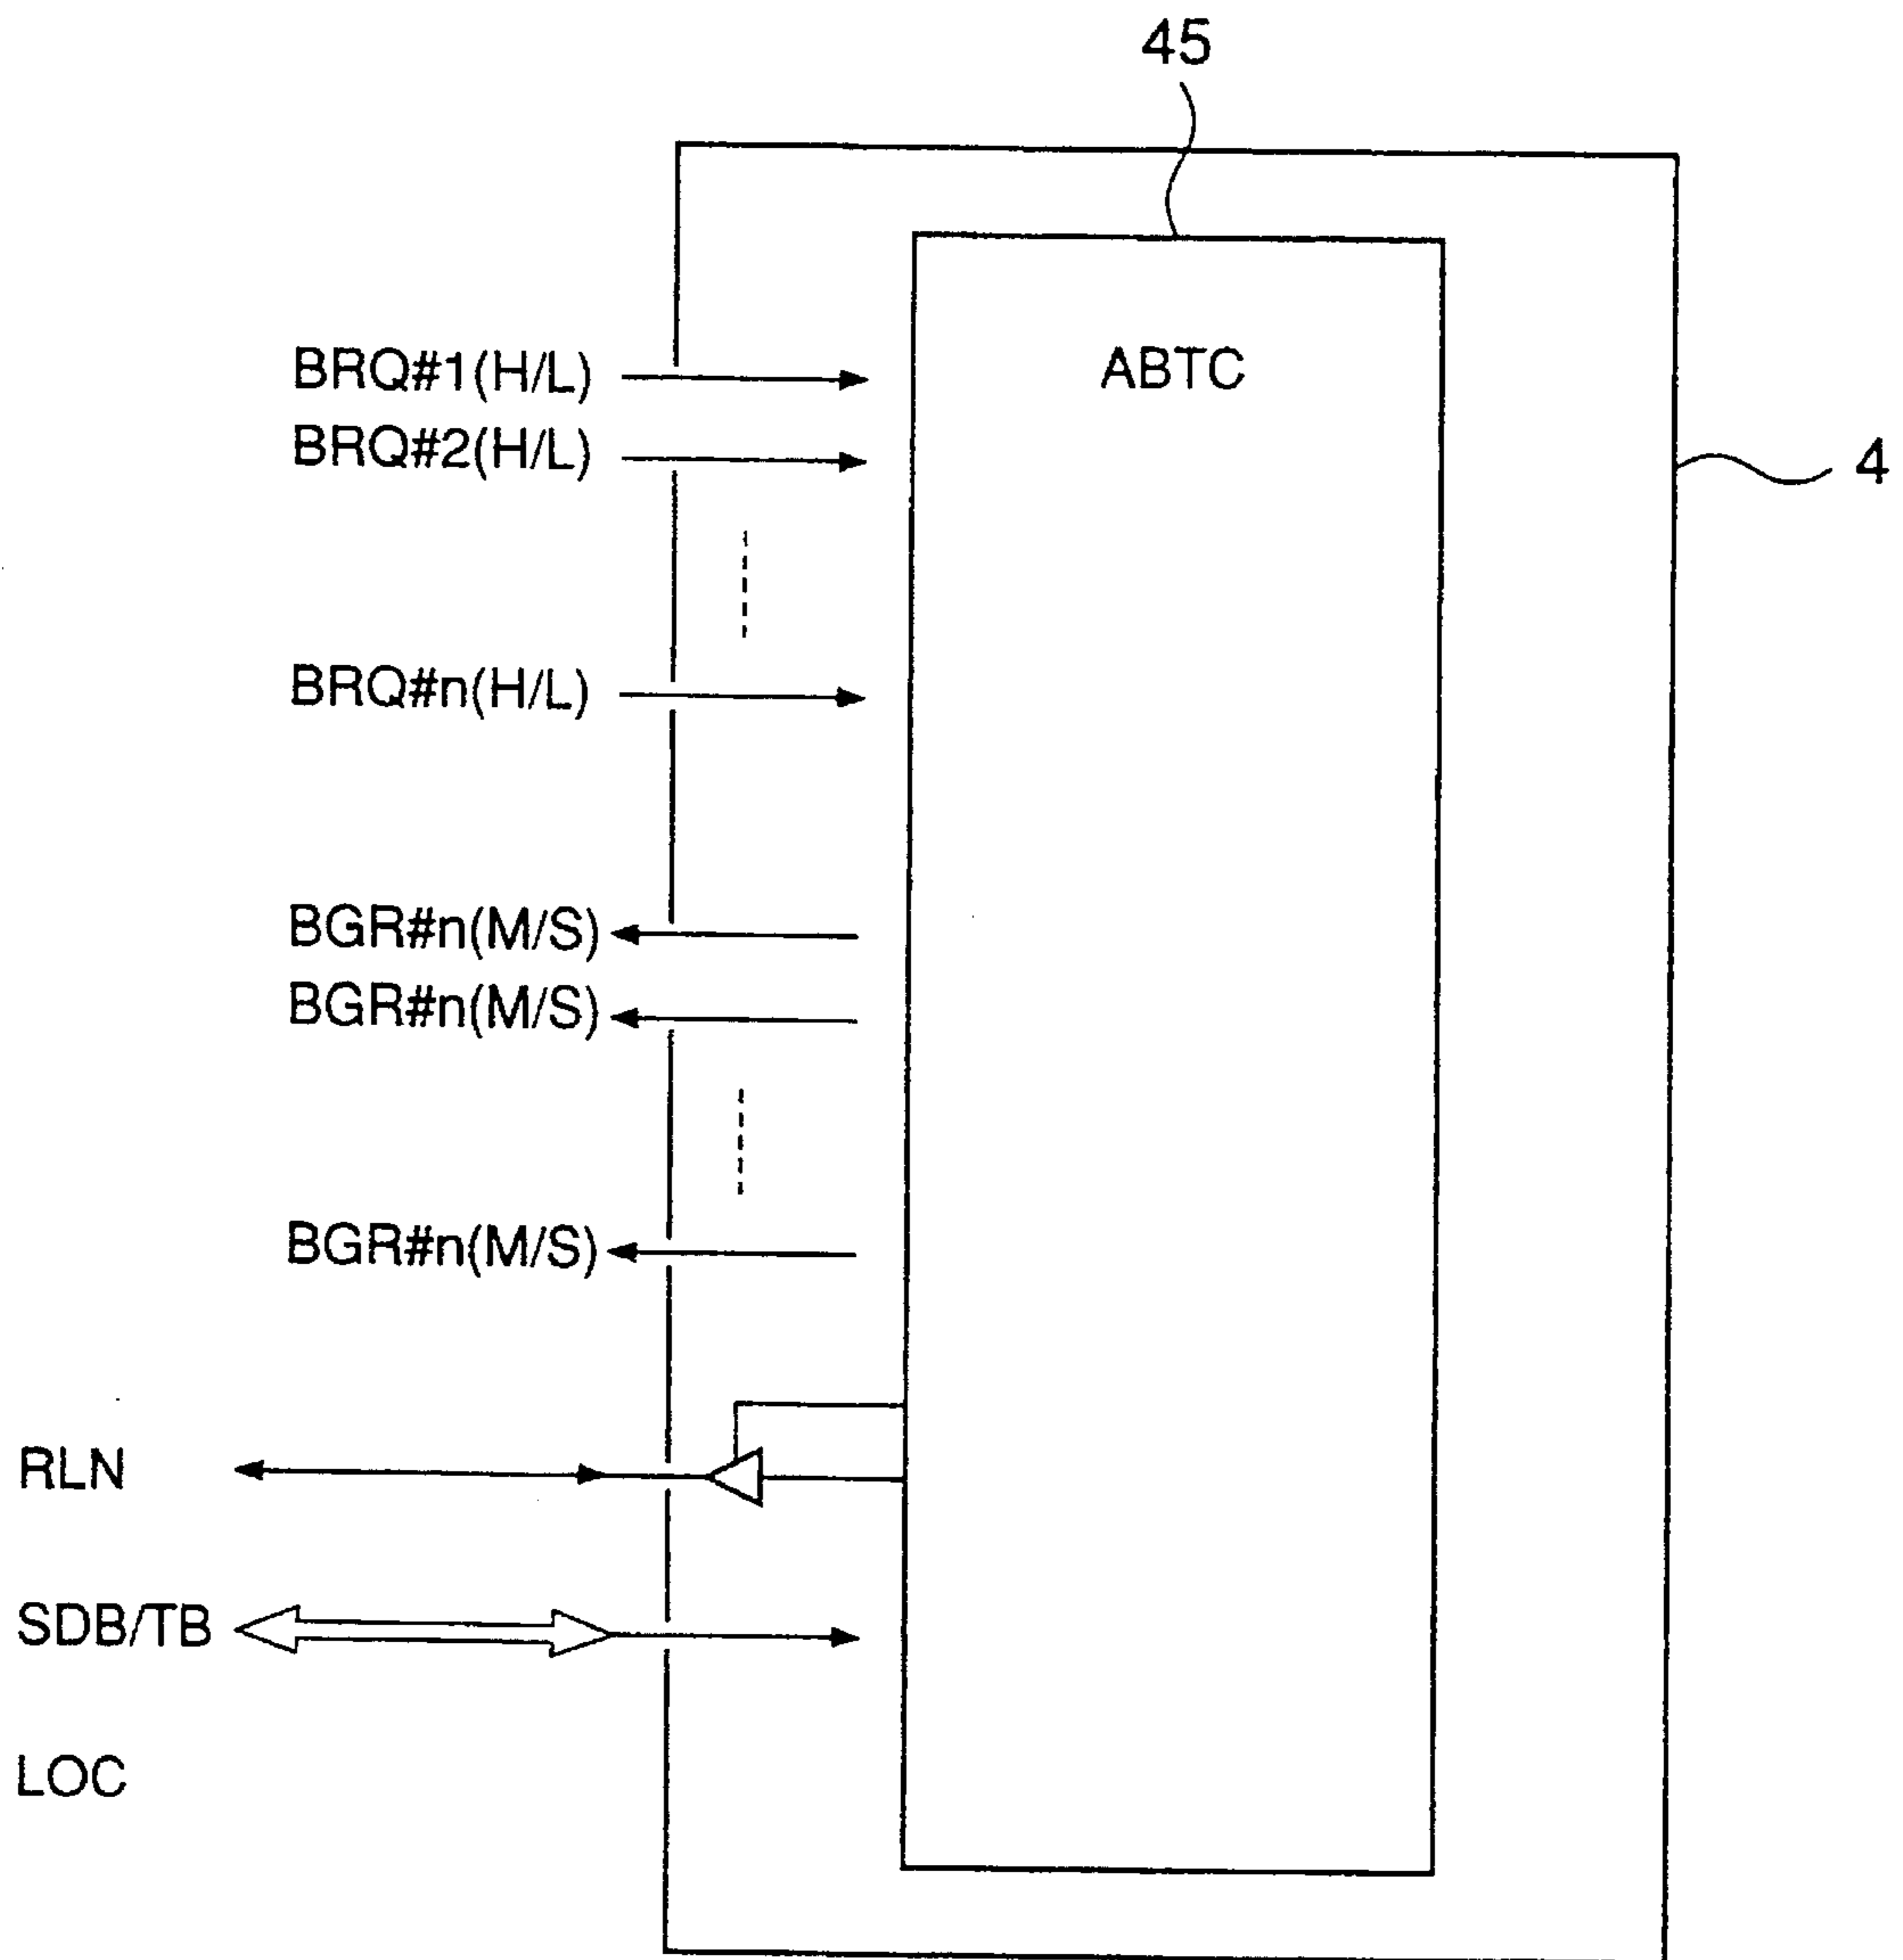 45
BRQ#1(H/L)
ABTC
BRQ#2(H/L)
4
BRQ#n(H/L)
BGR#n(M/S)
BGR#n(M/S)
BGR#n(M/S)
RLN
SDB/TB
LOC